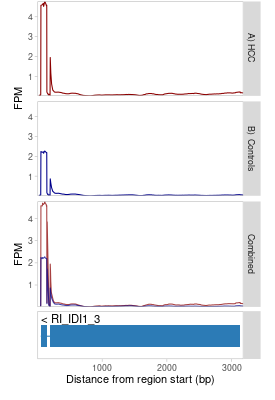 4
3
2
1
FPM
A) HCC
4
3
2
1
B) Controls
4
3
2
1
FPM
Combined
< RI_IDI1_3
1000 2000 3000
Distance from region start (bp)